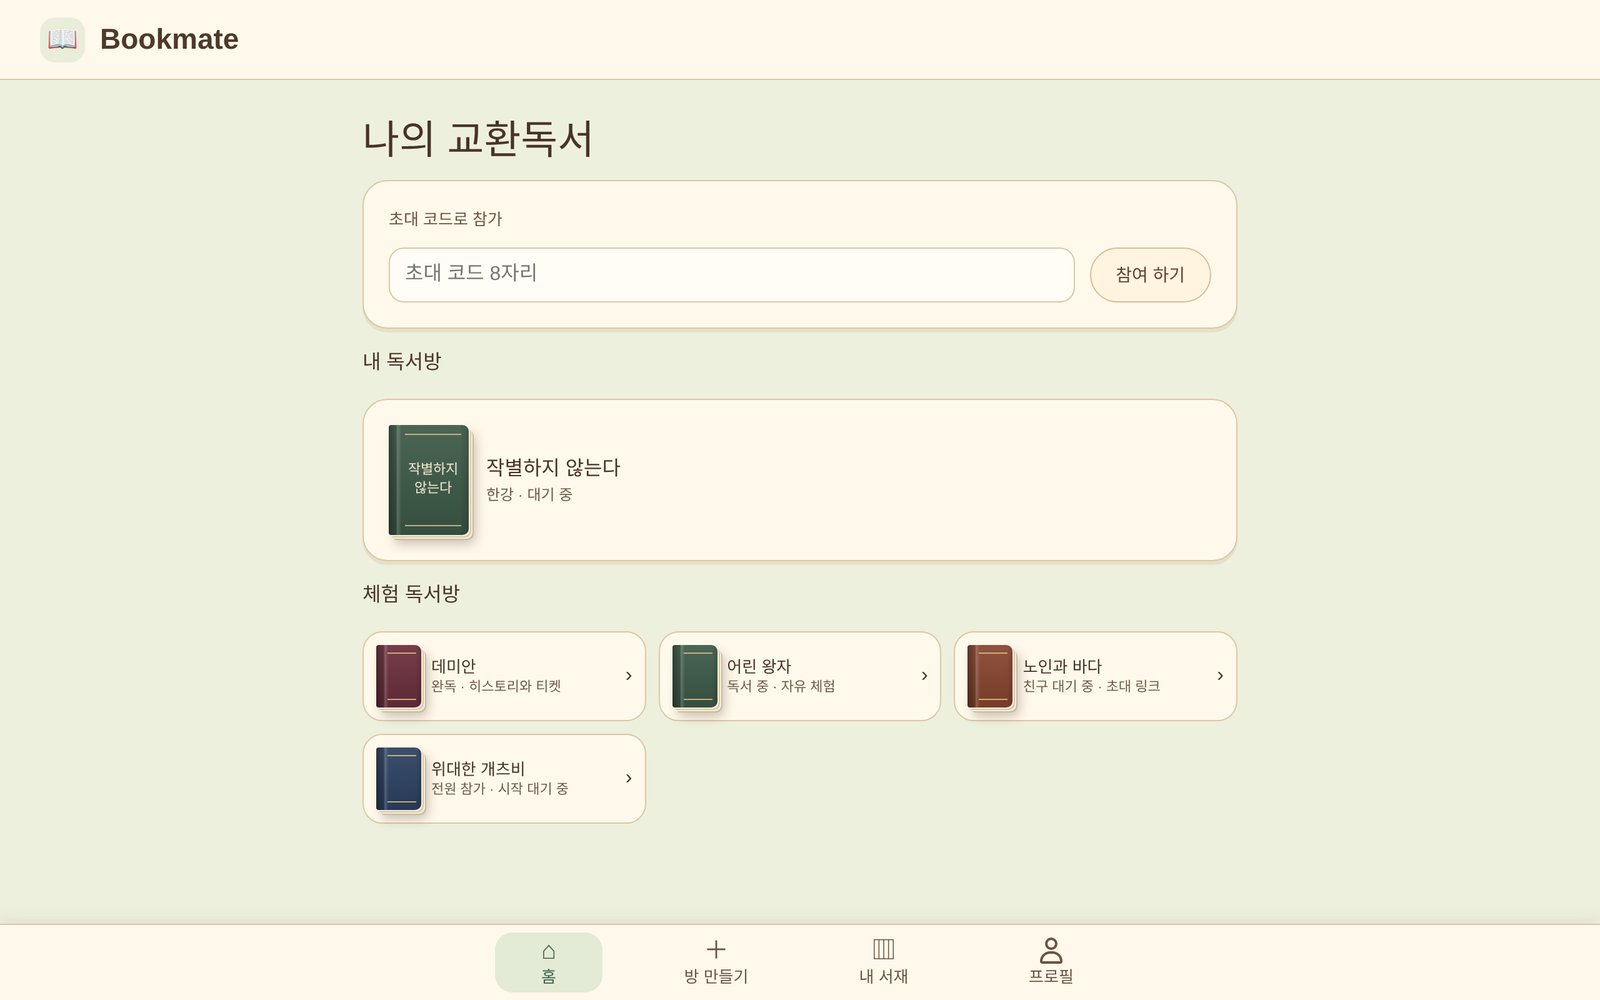 Bookmate
나의 교환독서
초대 코드로 참가
초대 코드 8자리
참여 하기
내 독서방
작별하지
않는다
작별하지 않는다
한강 · 대기 중
체험 독서방
데미안
완독 · 히스토리와 티켓
어린 왕자
독서 중 · 자유 체험
노인과 바다
친구 대기 중 · 초대 링크
위대한 개츠비
전원 참가 · 시작 대기 중
홈
방 만들기
내 서재
프로필